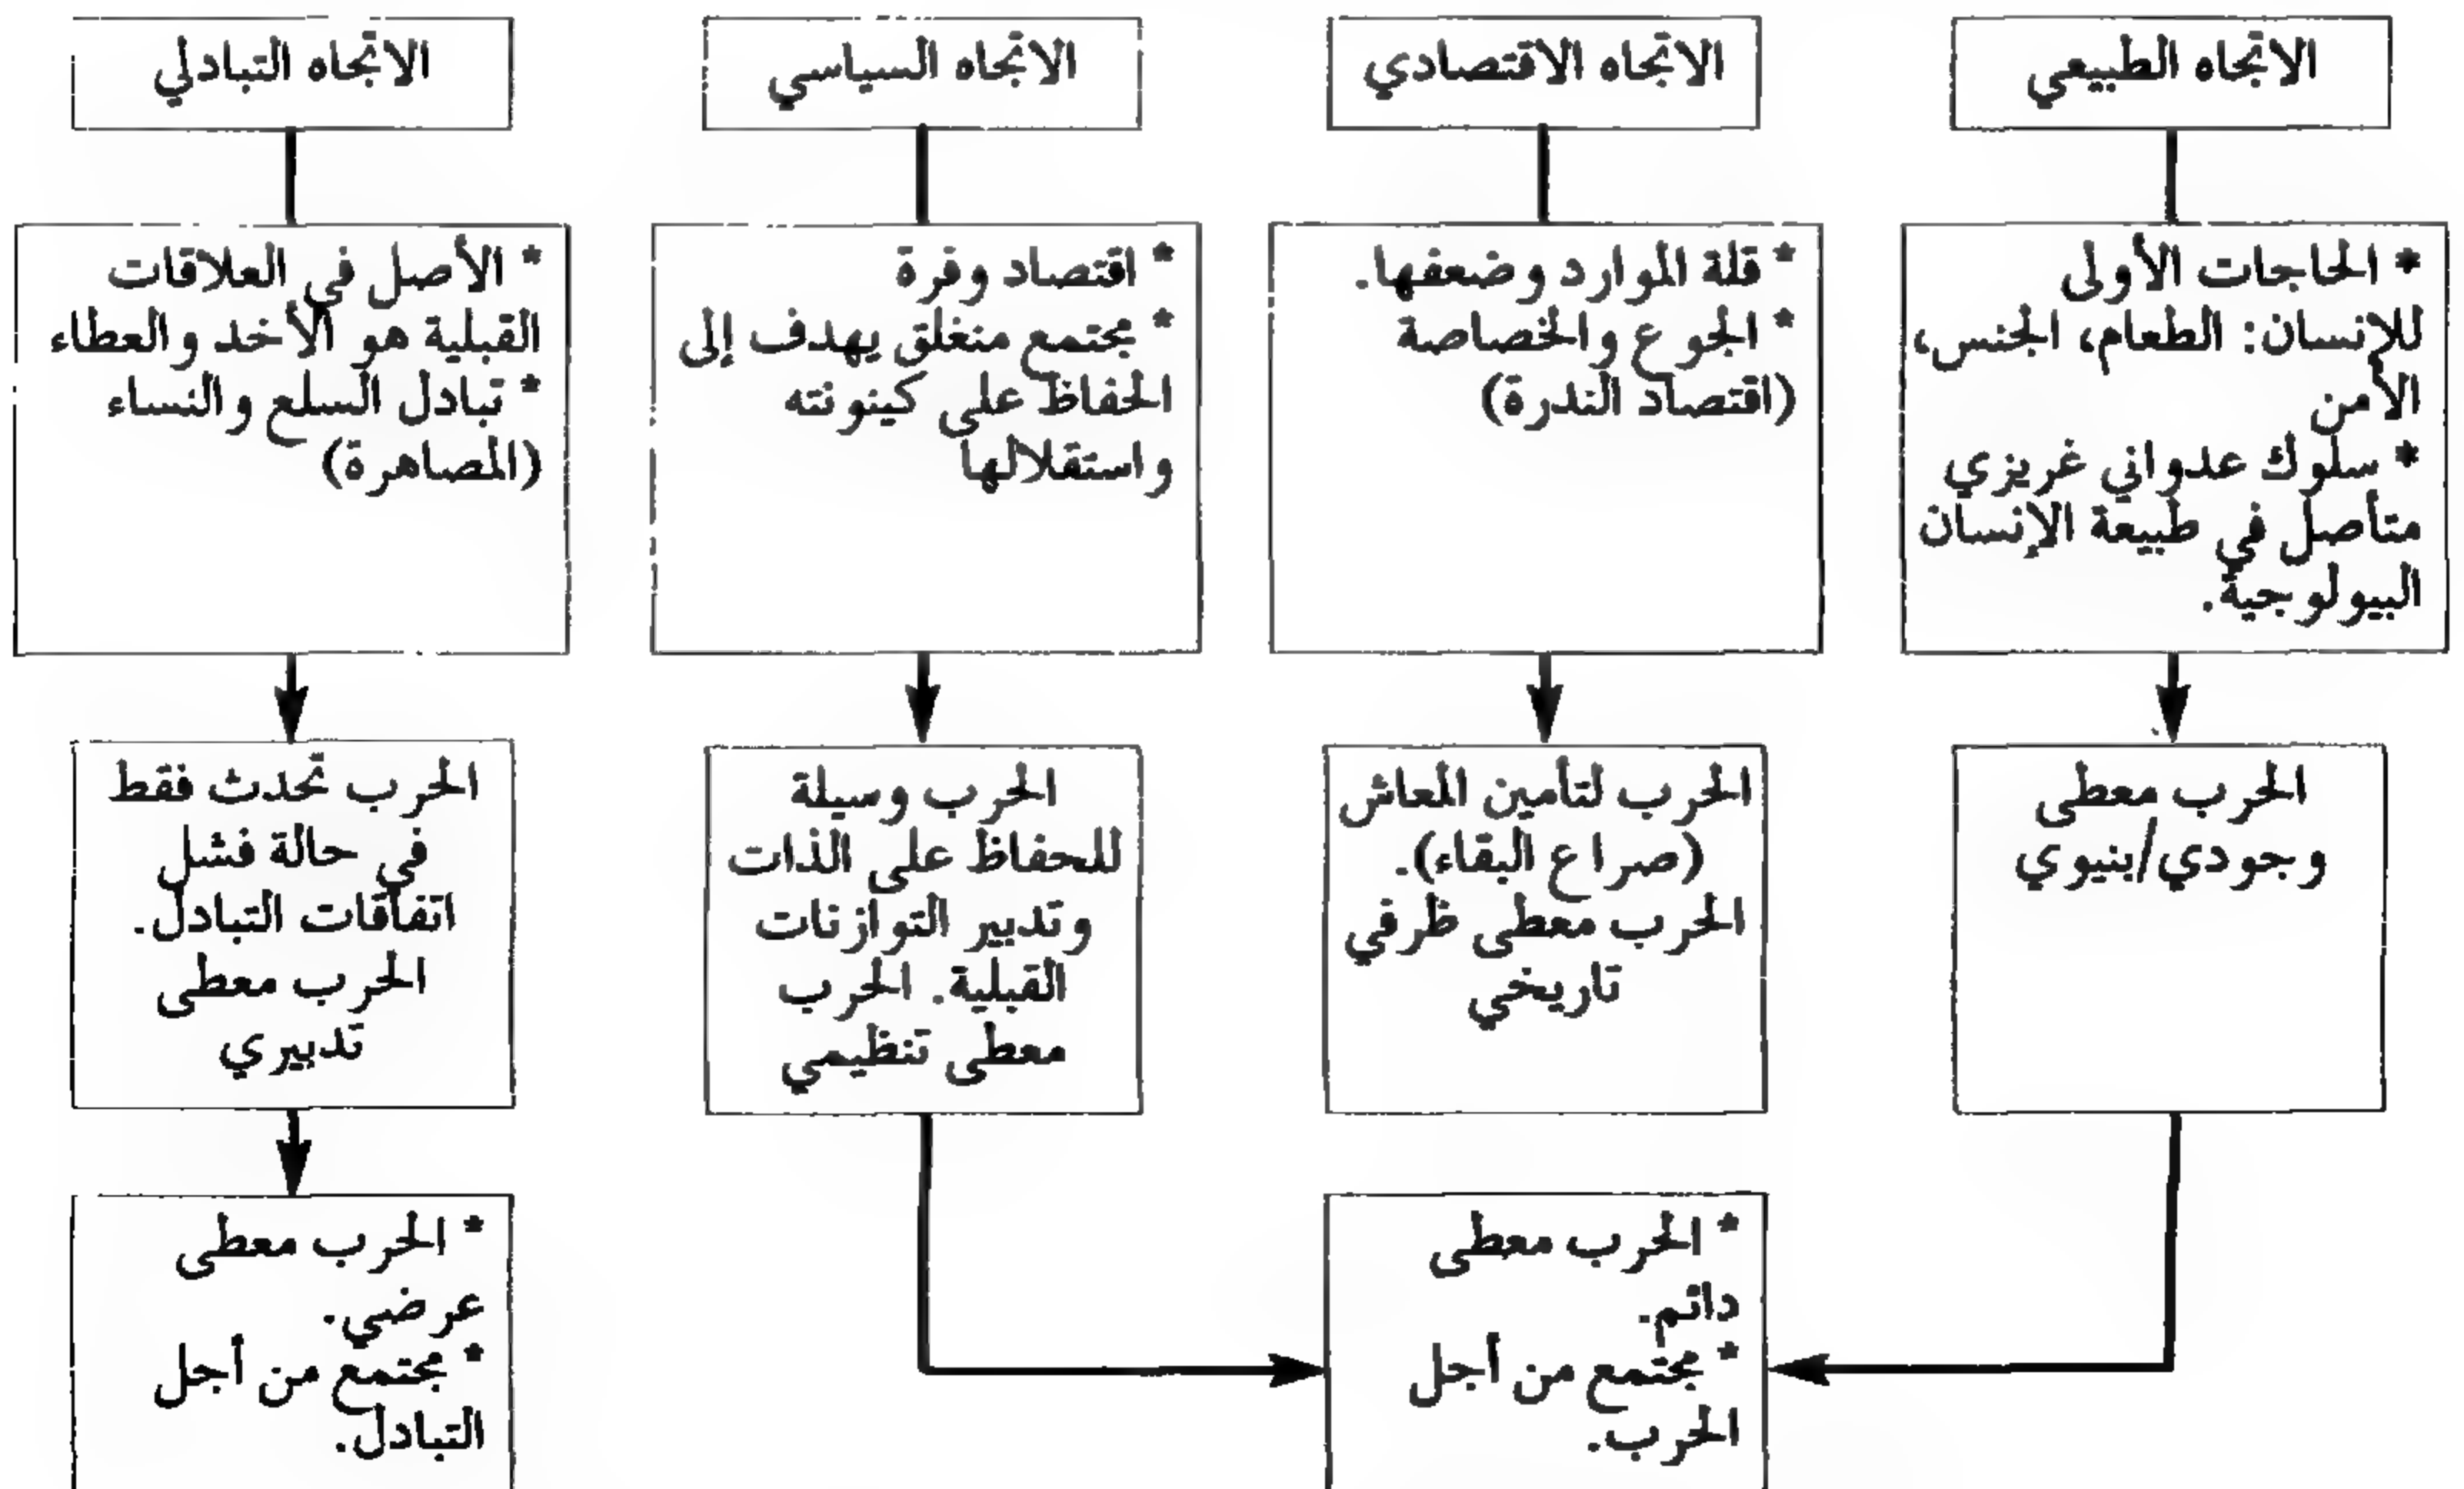 الاتجاه الطبيعي
الاتجاه الاقتصادي
الاتجاه السياسي
الاتجاه التبادلي
* الحاجات الأولى
للإنسان: الطعام، الجنس،
الأمن
* سلوك عدواني غريزي
متأصل في طبيعة الإنسان
البيولوجية.
* قلة الموارد وضعفها.
* الجوع والخصاصة
(اقتصاد الندرة)
* اقتصاد وفرة
* مجتمع منغلق يهدف إلى
الحفاظ على كينونته
واستقلالها
* الأصل في العلاقات
القبلية هو الأخد والعطاء
* تبادل السلع والنساء
(المصاهرة)
الحرب معطى
وجودي/بنيوي
الحرب لتأمين المعاش
(صراع البقاء).
الحرب معطى ظرفي
تاريخي
الحرب وسيلة
للحفاظ على الذات
وتدبير التوازنات
القبلية. الحرب
معطى تنظيمي
الحرب تحدث فقط
في حالة فشل
اتفاقات التبادل.
الحرب معطى
تدبيري
* الحرب معطى
دائم.
* مجتمع من أجل
الحرب.
* الحرب معطى
عرضي.
* مجتمع من أجل
التبادل.